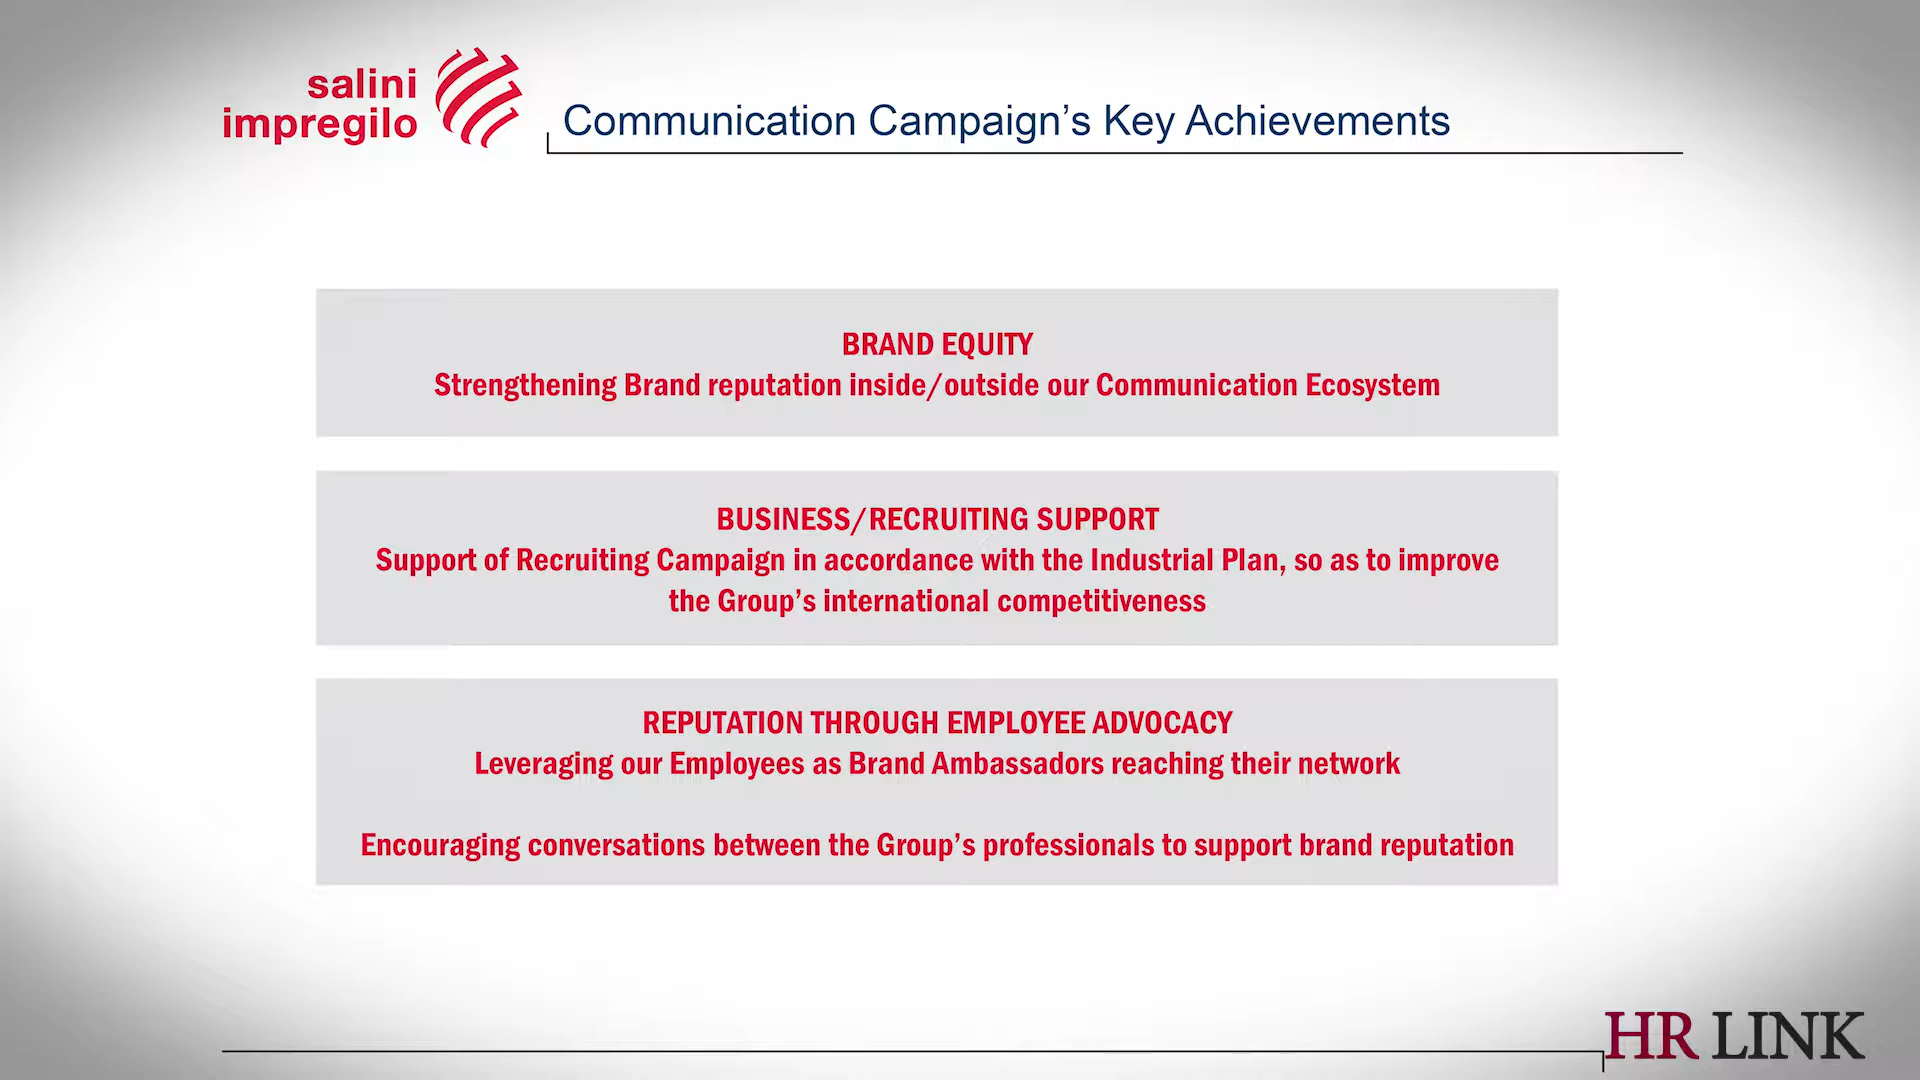 salini
impregilo
Communication Campaign’s Key Achievements
BRAND EQUITY
Strengthening Brand reputation inside/outside our Communication Ecosystem
BUSINESS/RECRUITING SUPPORT
Support of Recruiting Campaign in accordance with the Industrial Plan, so as to improve
the Group’s international competitiveness
REPUTATION THROUGH EMPLOYEE ADVOCACY
Leveraging our Employees as Brand Ambassadors reaching their network
Encouraging conversations between the Group’s professionals to support brand reputation
HR LINK